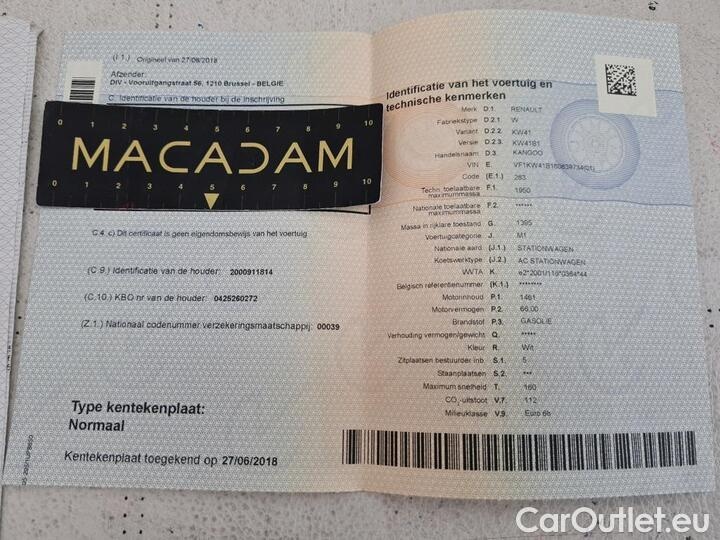 (I 1.) Origineel van 27/06/2018
Afzender:
DIV - Vooruitgangstraat 56, 1210 Brussel - BELGIE
C. Identificatie van de houder bij de inschrijving
0 1 2 3 4 5 6 7 8 9 10
MACADAM
0 1 2 3 4 5 6 7 8 9 10
C.4. c) Dit certificaat is geen eigendomsbewijs van het voertuig
(C.9.) Identificatie van de houder: 2000911814
(C.10.) KBO nr van de houder: 0425260272
(Z.1.) Nationaal codenummer verzekeringsmaatschappij: 00039
Type kentekenplaat:
Normaal
Kentekenplaat toegekend op 27/06/2018
Identificatie van het voertuig en
technische kenmerken
Merk D.1. RENAULT
Fabriekstype D.2.1. W
Variant D.2.2. KW41
Versie D.2.3. KW41B1
Handelsnaam D.3. KANGOO
VIN E.
Code (E.1.) 263
Techn. toelaatbare maximummassa F.1. 1950
Nationale toelaatbare maximummassa F.2. ******
Massa in rijklare toestand G. 1395
Voertuigcategorie J. M1
Nationale aard (J.1.) STATIONWAGEN
Koetswerktype (J.2.) AC STATIONWAGEN
WVTA K. e2*2001/116*0364*44
Belgisch referentienummer (K.1.) ********
Motorinhoud P.1. 1461
Motorvermogen P.2. 66,00
Brandstof P.3. GASOLIE
Verhouding vermogen/gewicht Q. *****
Kleur R. Wit
Zitplaatsen bestuurder inb. S.1. 5
Staanplaatsen S.2. ***
Maximum snelheid T. 160
CO₂-uitstoot V.7. 112
Milieuklasse V.9. Euro 6b
CarOutlet.eu